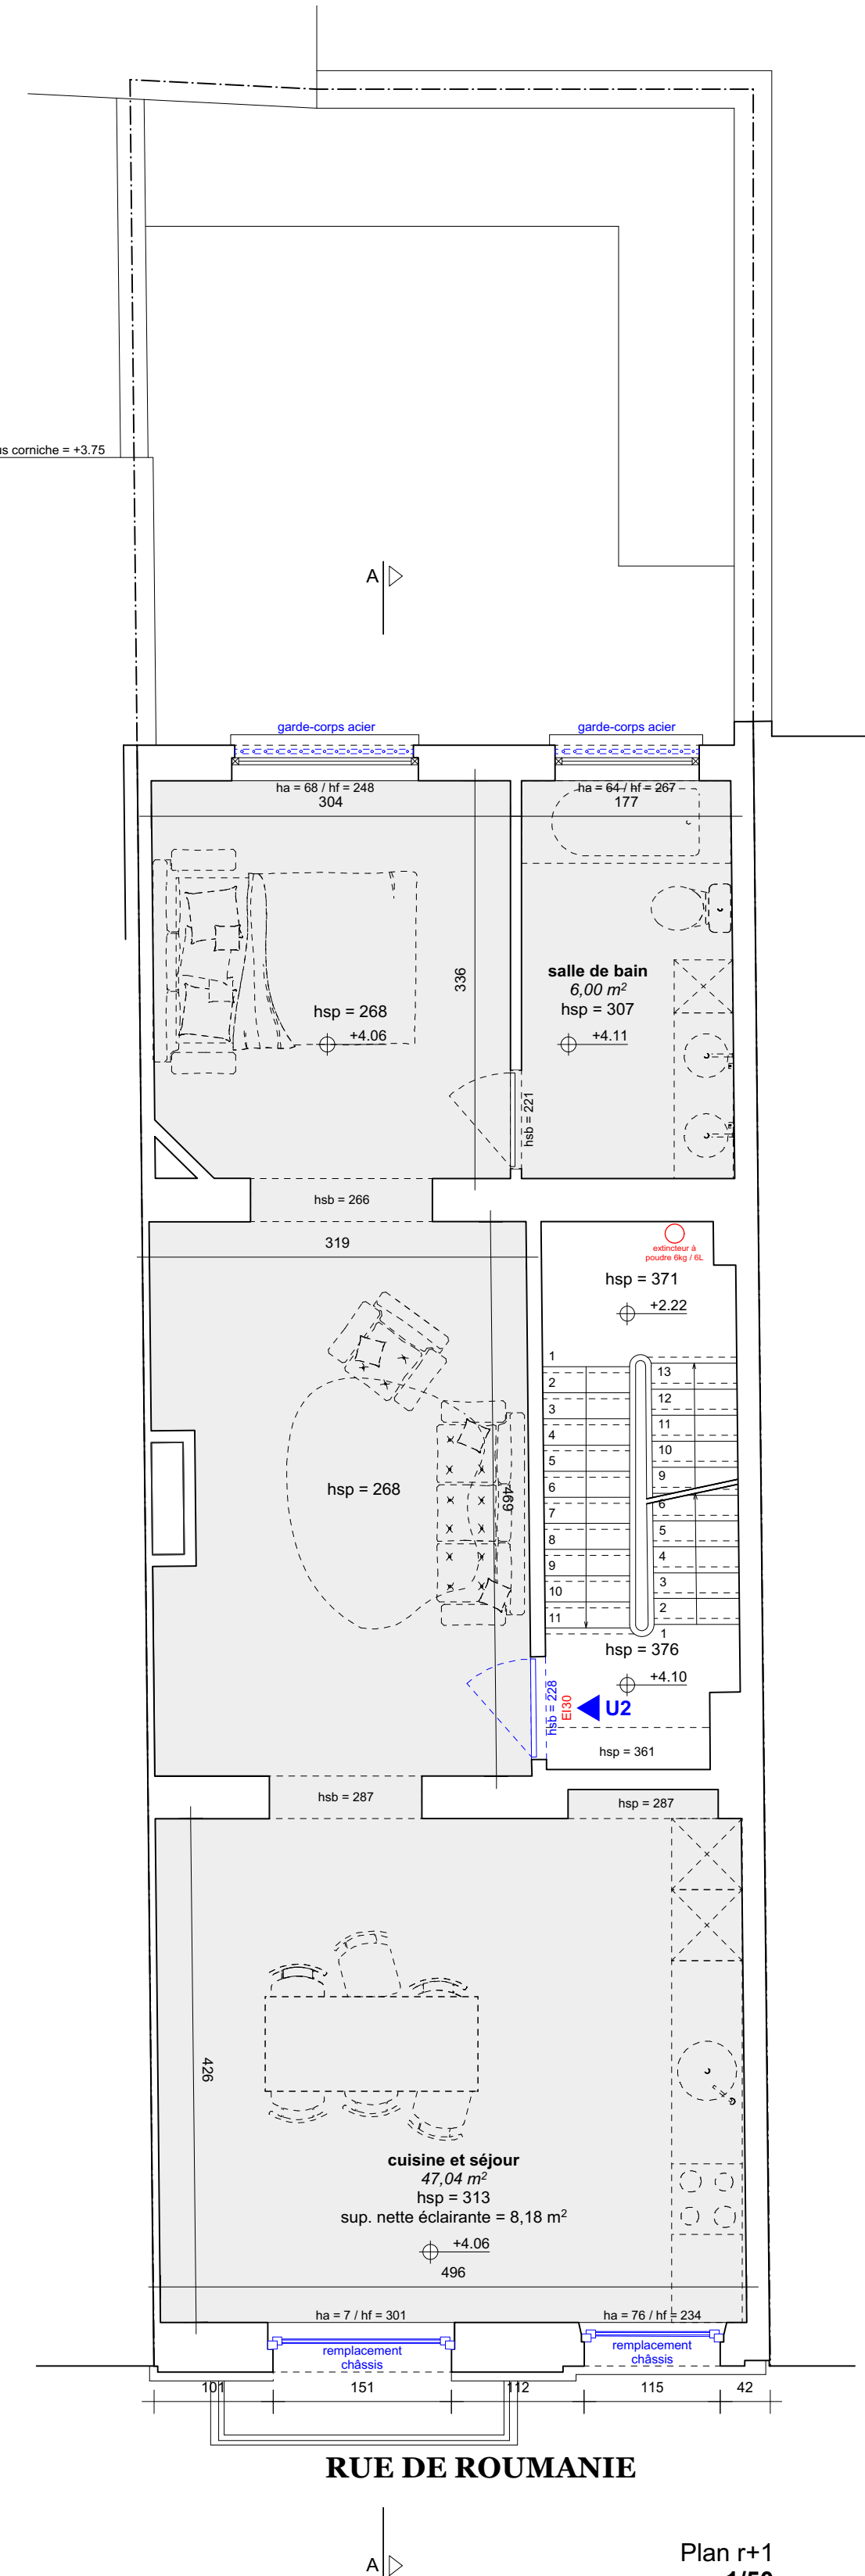 us corniche = +3.75
A
garde-corps acier
garde-corps acier
ha = 68 / hf = 248
ha = 64 / hf = 267
304
177
336
salle de bain
6,00 m²
hsp = 307
+4.11
hsp = 268
+4.06
hsb = 221
hsb = 266
319
extincteur à
poudre 6kg / 6L
hsp = 371
+2.22
1
2
3
4
5
6
7
8
9
10
11
13
12
11
10
9
6
5
4
3
2
1
hsp = 268
469
hsp = 376
+4.10
hsb = 228
EI30
U2
hsp = 361
hsb = 287
hsp = 287
426
cuisine et séjour
47,04 m²
hsp = 313
sup. nette éclairante = 8,18 m²
+4.06
496
ha = 7 / hf = 301
ha = 76 / hf = 234
remplacement
châssis
remplacement
châssis
101
151
112
115
42
RUE DE ROUMANIE
A
Plan r+1
1/50